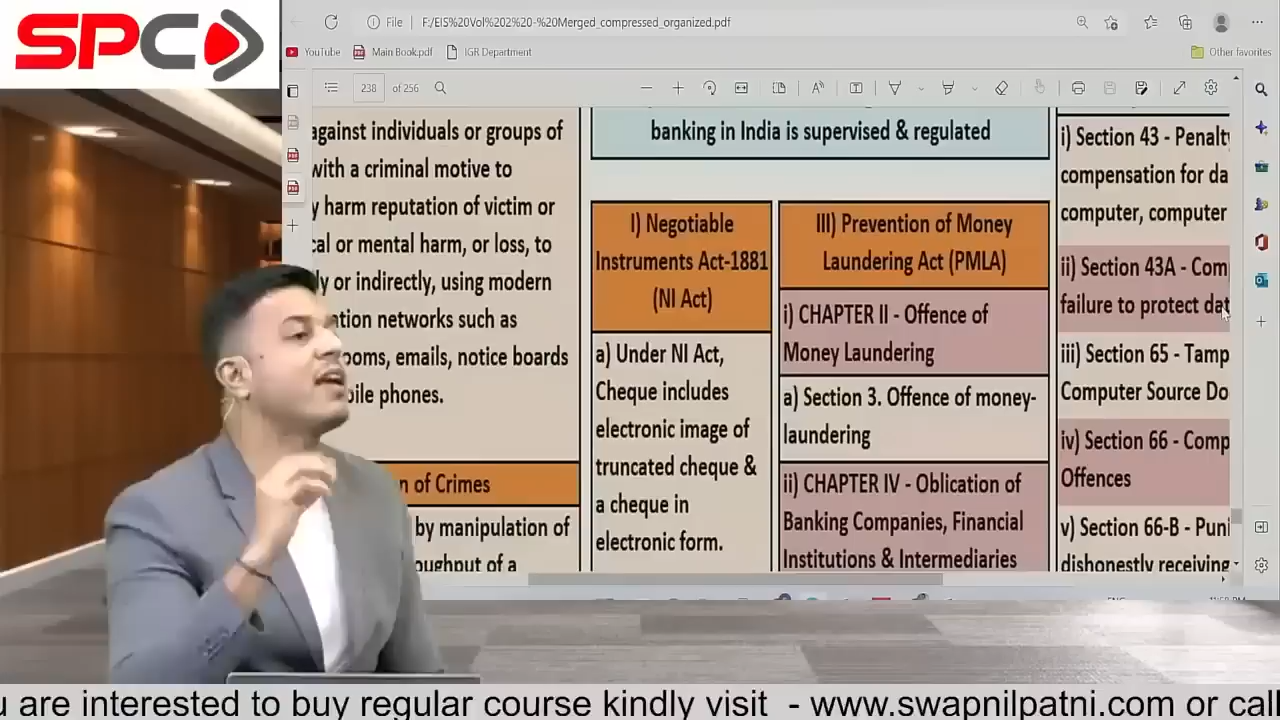 SPC
File
F:/EIS%20Vol%202%20-%20Merged_compressed_organized.pdf
YouTube
Main Book.pdf
IGR Department
Other favorites
238
of 256
against individuals or groups of
with a criminal motive to
harm reputation of victim or
or mental harm, or loss, to
or indirectly, using modern
networks such as
emails, notice boards
phones.
of Crimes
by manipulation of
of a
banking in India is supervised & regulated
I) Negotiable
Instruments Act-1881
(NI Act)
a) Under NI Act,
Cheque includes
electronic image of
truncated cheque &
a cheque in
electronic form.
III) Prevention of Money
Laundering Act (PMLA)
i) CHAPTER II - Offence of
Money Laundering
a) Section 3. Offence of money-
laundering
ii) CHAPTER IV - Oblication of
Banking Companies, Financial
Institutions & Intermediaries
i) Section 43 - Penalty
compensation for da
computer, computer
ii) Section 43A - Com
failure to protect dat
iii) Section 65 - Tamp
Computer Source Do
iv) Section 66 - Comp
Offences
v) Section 66-B - Puni
dishonestly receiving
u are interested to buy regular course kindly visit - www.swapnilpatni.com or call